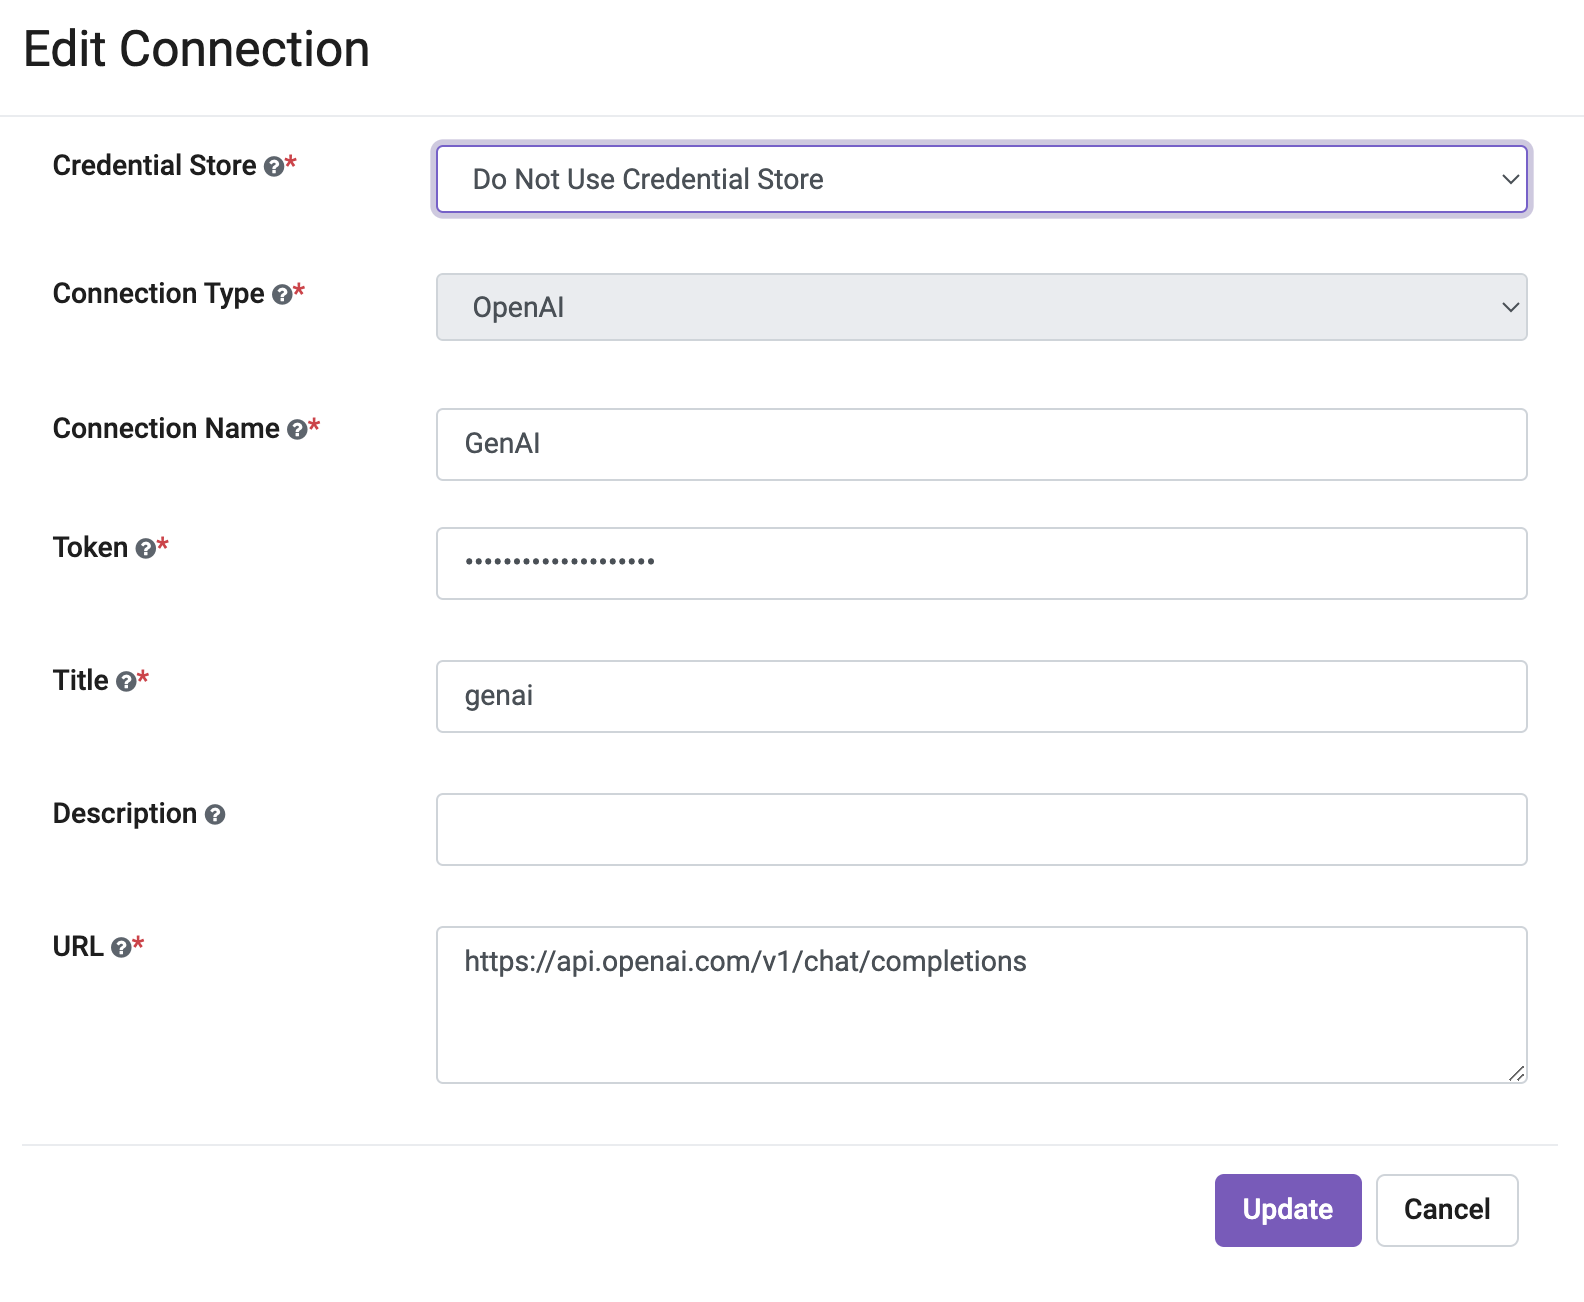 Edit Connection
Credential Store ?*
Do Not Use Credential Store
Connection Type ?*
OpenAI
Connection Name ?*
GenAI
Token ?*
••••••••••••••••••••
Title ?*
genai
Description ?
URL ?*
https://api.openai.com/v1/chat/completions
Update
Cancel